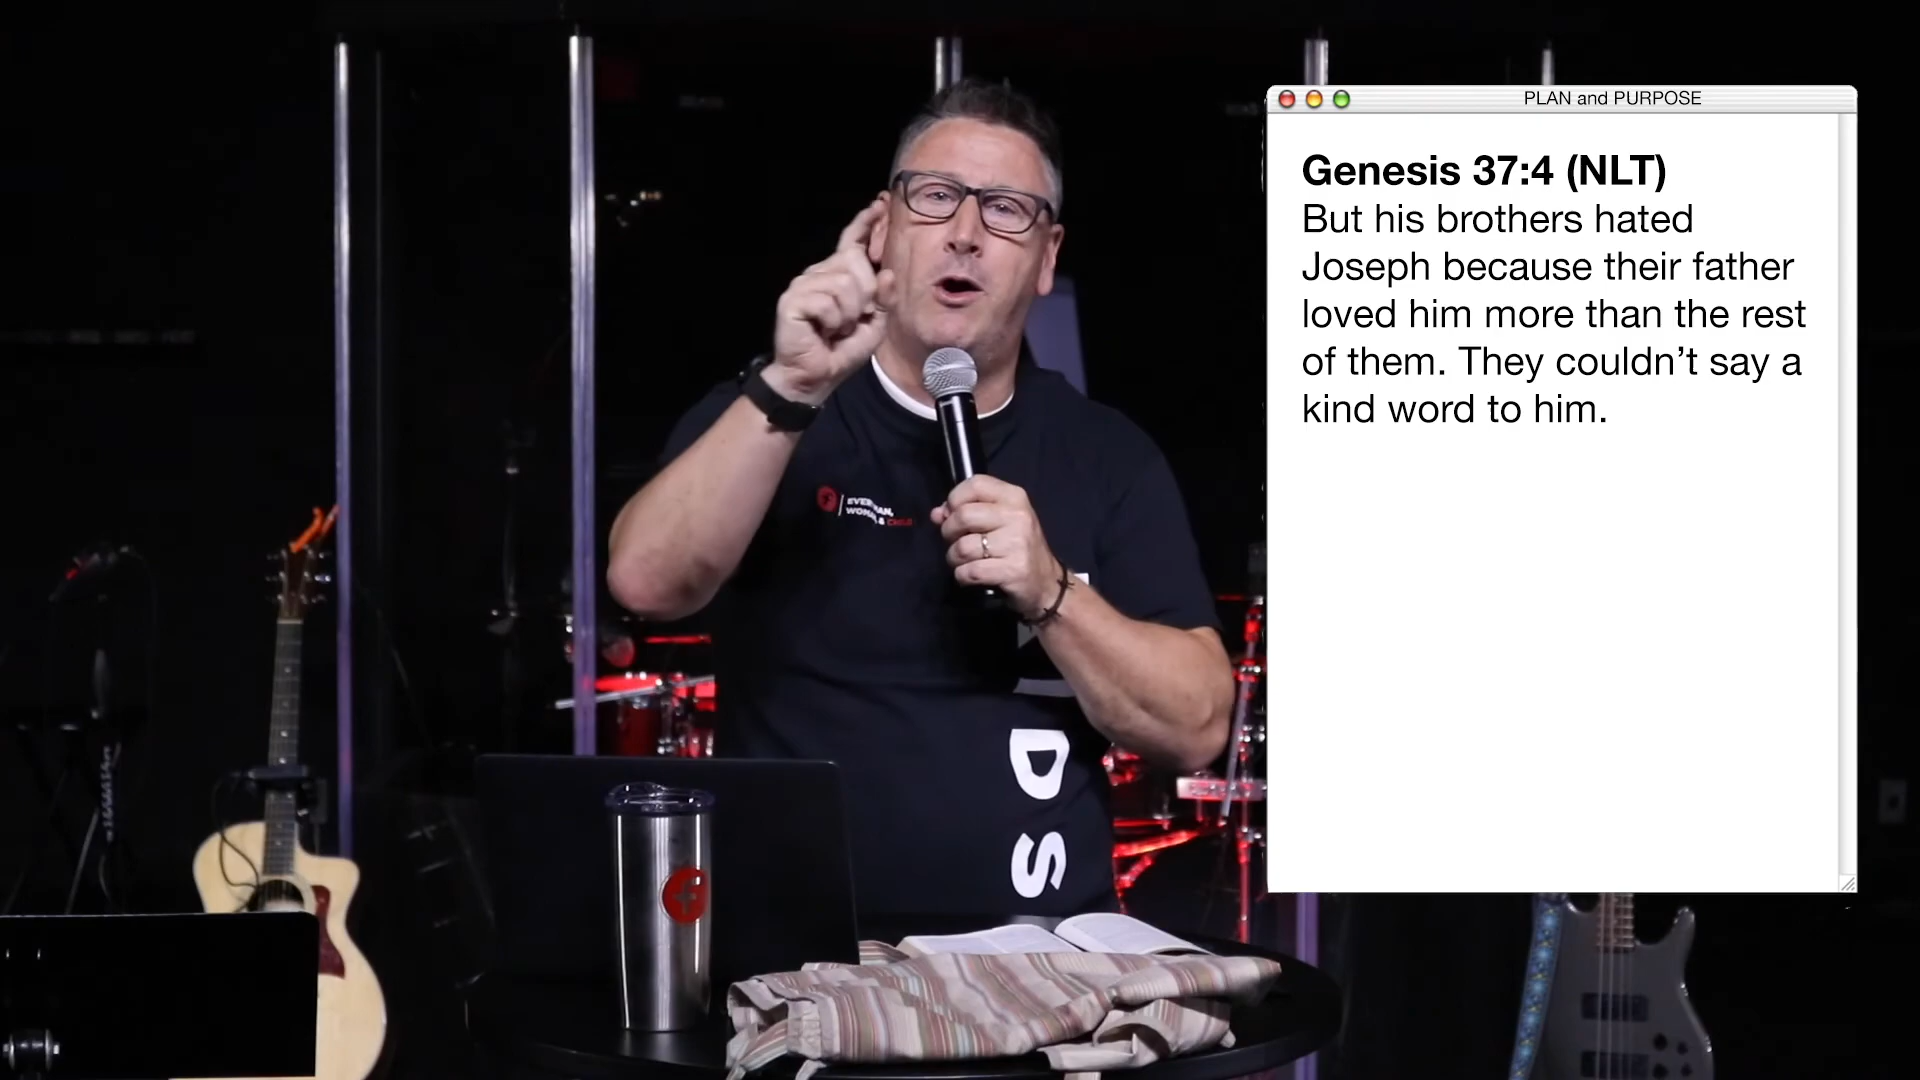 PLAN and PURPOSE
Genesis 37:4 (NLT)
But his brothers hated
Joseph because their father
loved him more than the rest
of them. They couldn’t say a
kind word to him.
D
S